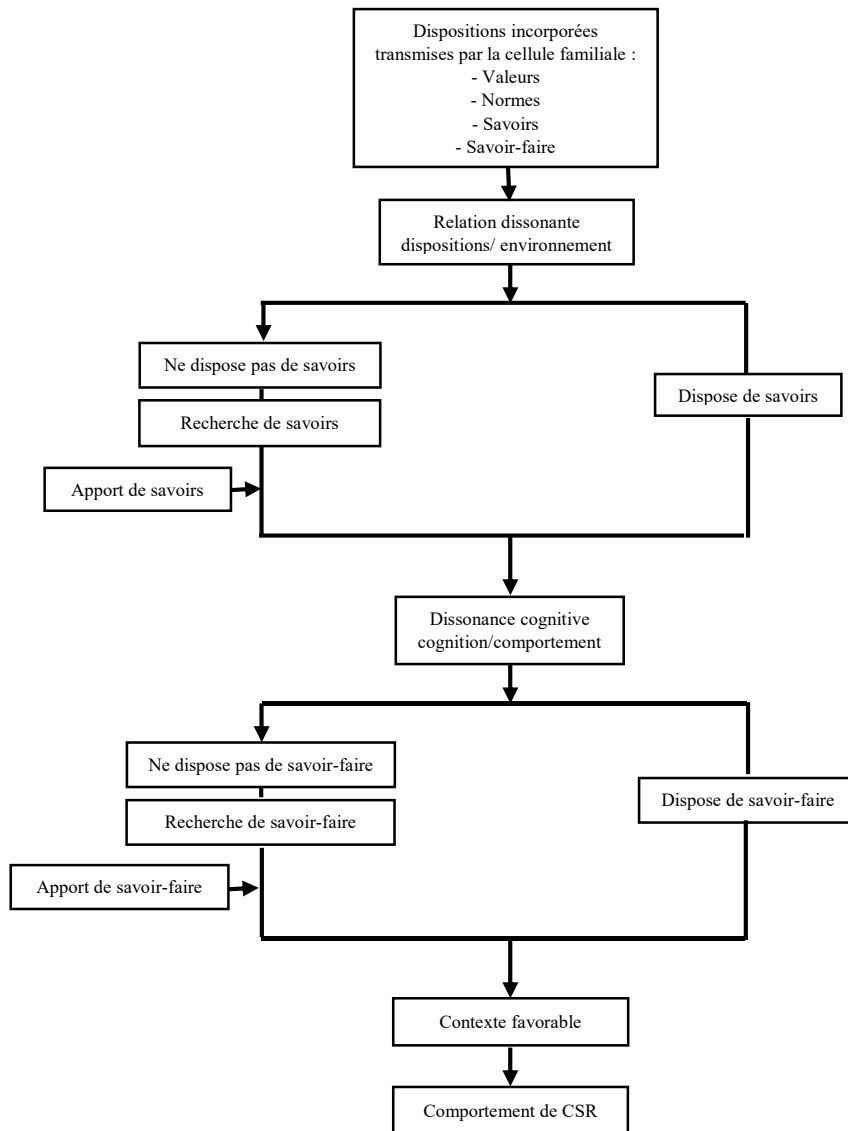 Dispositions incorporées
transmises par la cellule familiale :
- Valeurs
- Normes
- Savoirs
- Savoir-faire
Relation dissonante
dispositions/ environnement
Ne dispose pas de savoirs
Dispose de savoirs
Recherche de savoirs
Apport de savoirs
Dissonance cognitive
cognition/comportement
Ne dispose pas de savoir-faire
Dispose de savoir-faire
Recherche de savoir-faire
Apport de savoir-faire
Contexte favorable
Comportement de CSR